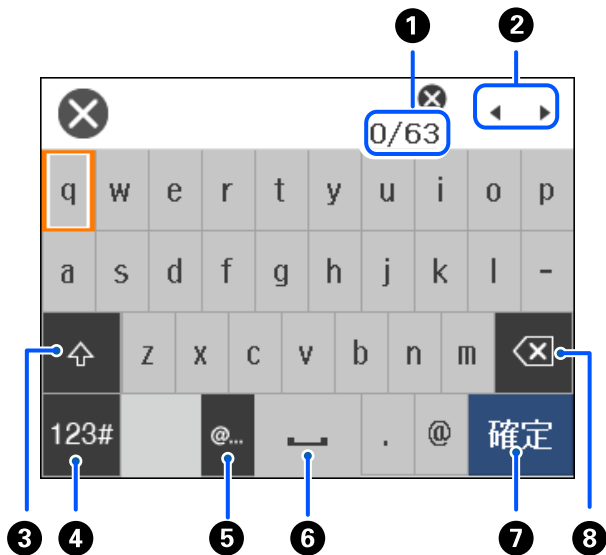 1 2
0/63
q w e r t y u i o p
a s d f g h j k l -
z x c v b n m
3 8
123# @... . @ 確定
4 5 6 7